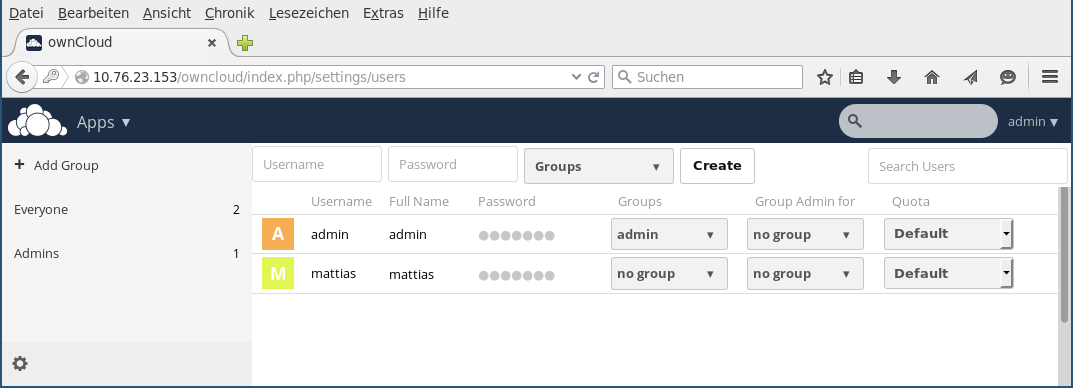 Datei Bearbeiten Ansicht Chronik Lesezeichen Extras Hilfe
ownCloud
10.76.23.153/owncloud/index.php/settings/users Suchen
Apps admin
Add Group Username Password Groups Create Search Users
Username Full Name Password Groups Group Admin for Quota
Everyone 2
A admin admin admin no group Default
Admins 1
M mattias mattias no group no group Default